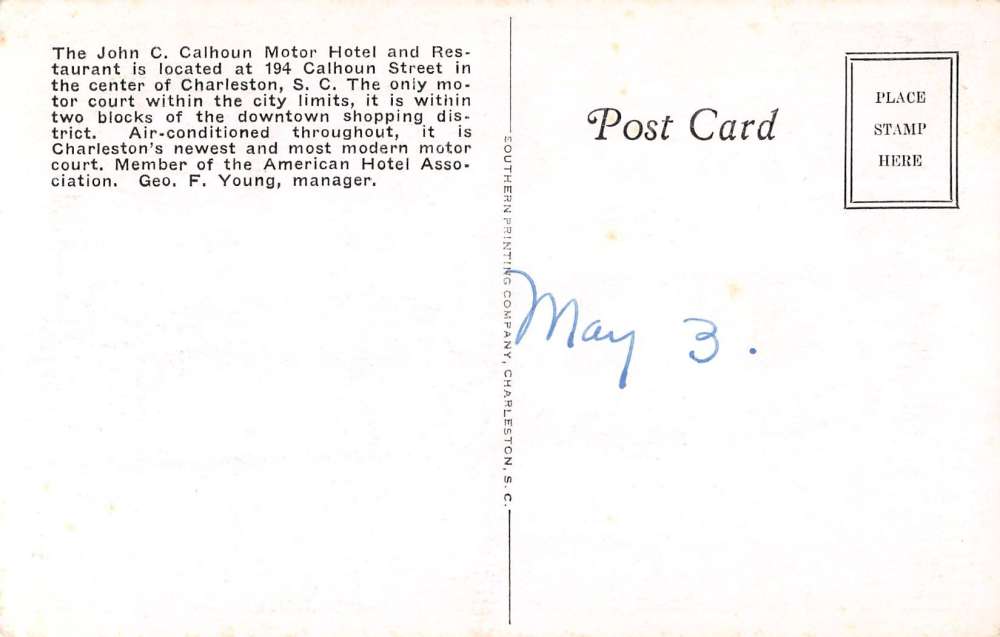 The John C. Calhoun Motor Hotel and Res-
taurant is located at 194 Calhoun Street in
the center of Charleston, S. C. The only mo-
tor court within the city limits, it is within
two blocks of the downtown shopping dis-
trict. Air-conditioned throughout, it is
Charleston's newest and most modern motor
court. Member of the American Hotel Asso-
ciation. Geo. F. Young, manager.
SOUTHERN PRINTING COMPANY, CHARLESTON, S. C.
Post Card
PLACE
STAMP
HERE
May 3.